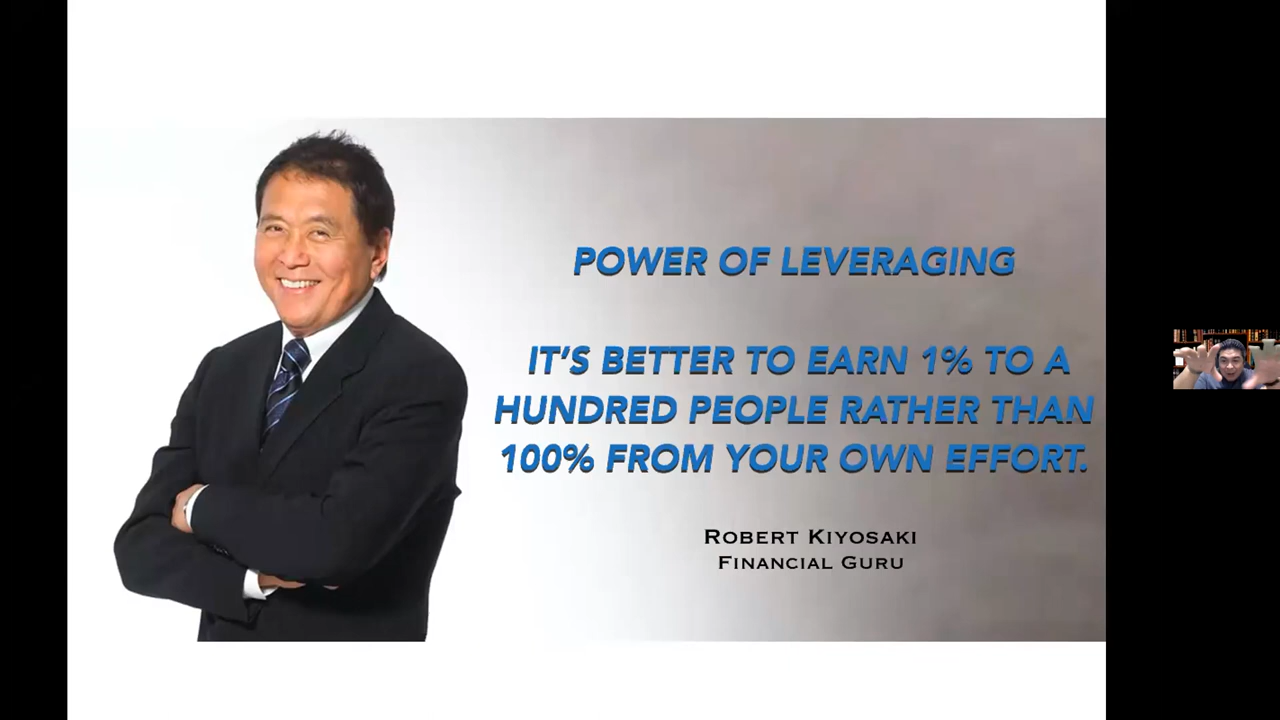 POWER OF LEVERAGING
IT'S BETTER TO EARN 1% TO A
HUNDRED PEOPLE RATHER THAN
100% FROM YOUR OWN EFFORT.
ROBERT KIYOSAKI
FINANCIAL GURU